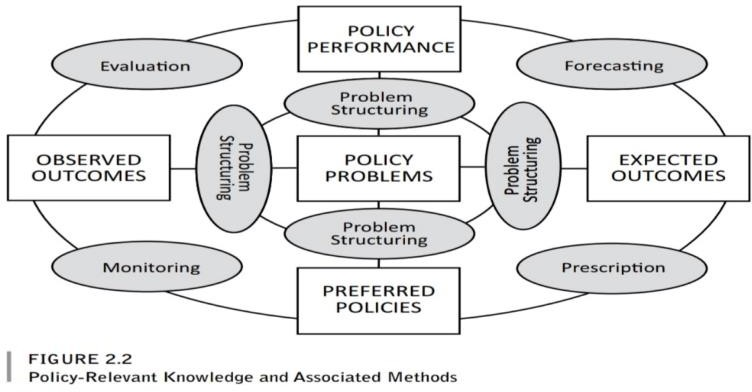 POLICY
PERFORMANCE
Evaluation
Forecasting
Problem
Structuring
OBSERVED
OUTCOMES
Problem
Structuring
POLICY
PROBLEMS
Problem
Structuring
EXPECTED
OUTCOMES
Problem
Structuring
Monitoring
Prescription
PREFERRED
POLICIES
FIGURE 2.2
Policy-Relevant Knowledge and Associated Methods